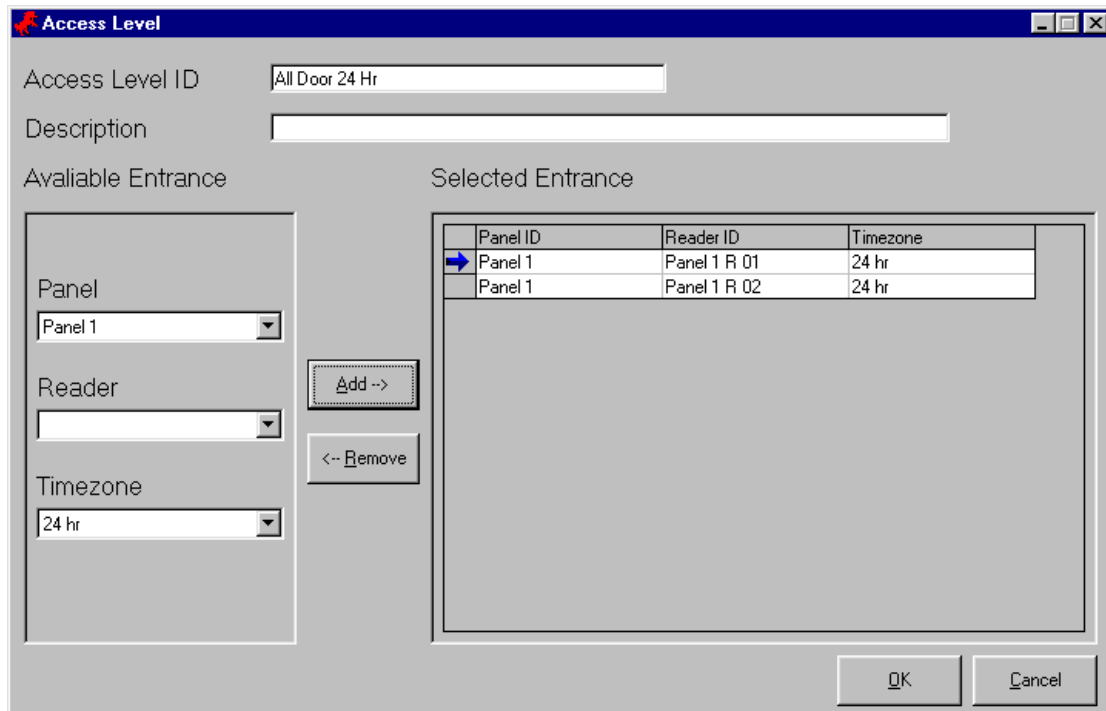 Access Level
Access Level ID All Door 24 Hr
Description
Avaliable Entrance Selected Entrance
Panel ID Reader ID Timezone
Panel 1 Panel 1 R 01 24 hr
Panel 1 Panel 1 R 02 24 hr
Panel
Panel 1
Reader
Timezone
24 hr
Add -->
<-- Remove
OK Cancel